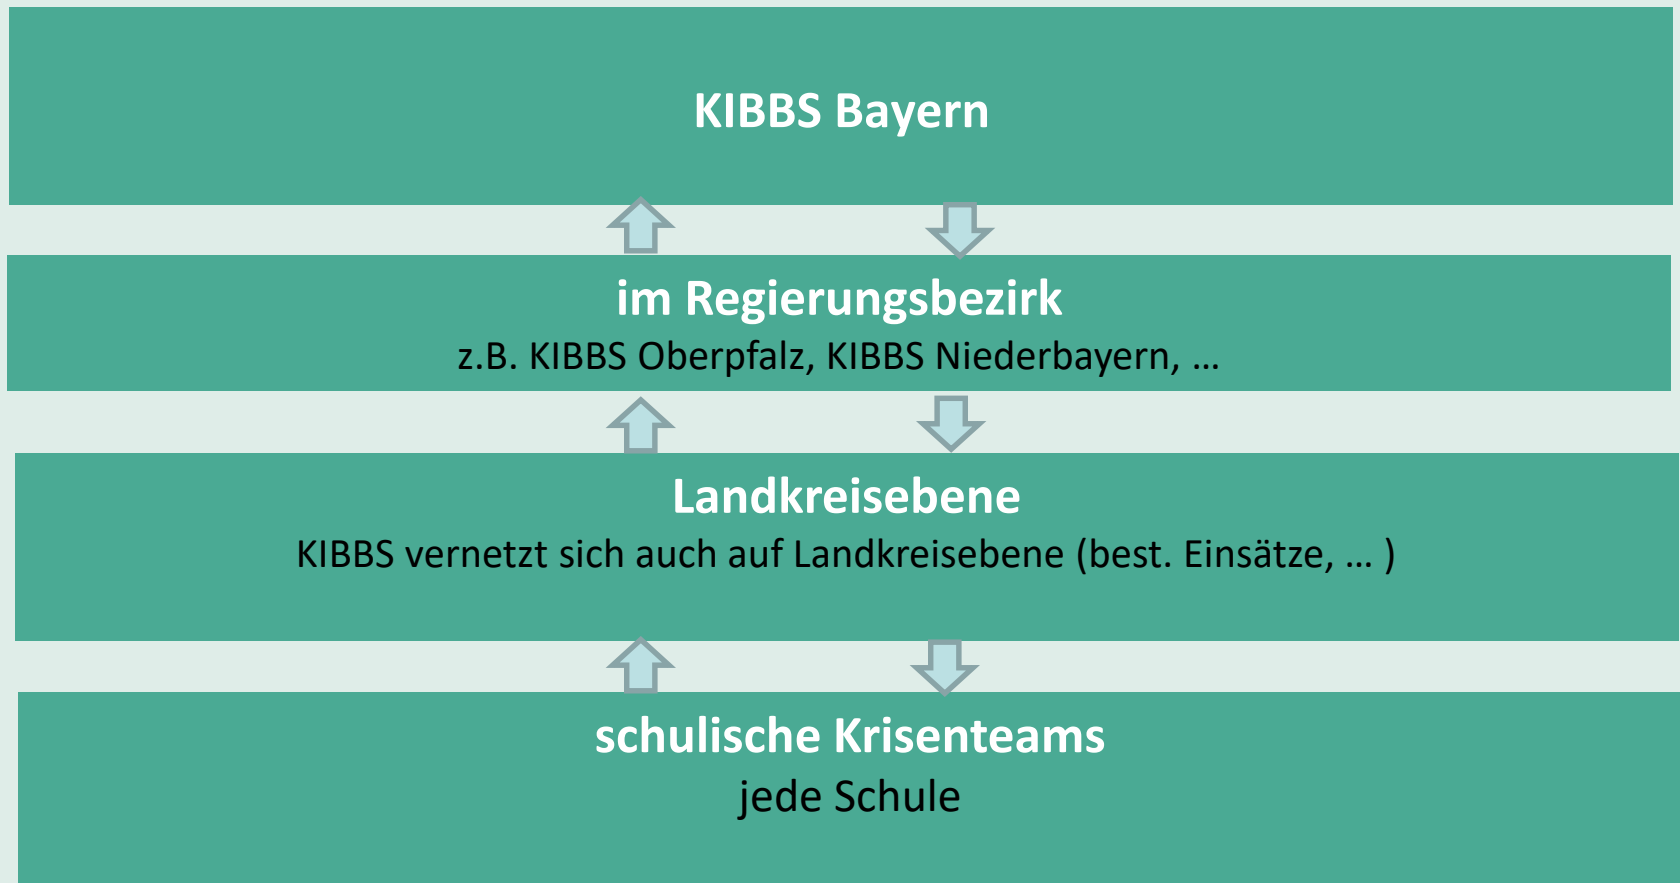 KIBBS Bayern
im Regierungsbezirk
z.B. KIBBS Oberpfalz, KIBBS Niederbayern, …
Landkreisebene
KIBBS vernetzt sich auch auf Landkreisebene (best. Einsätze, … )
schulische Krisenteams
jede Schule